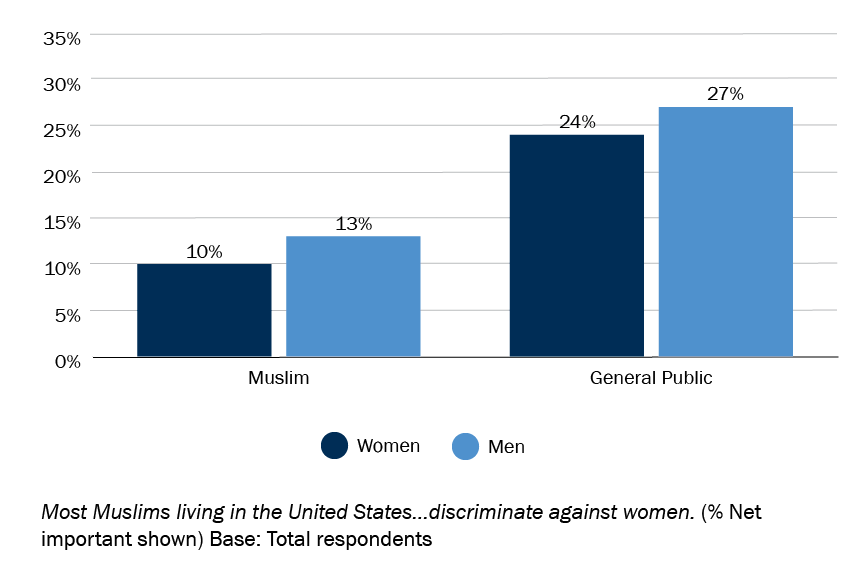 35%
30%
27%
25%
24%
20%
15%
13%
10%
10%
5%
0%
Muslim
General Public
Women
Men
Most Muslims living in the United States...discriminate against women. (% Net
important shown) Base: Total respondents